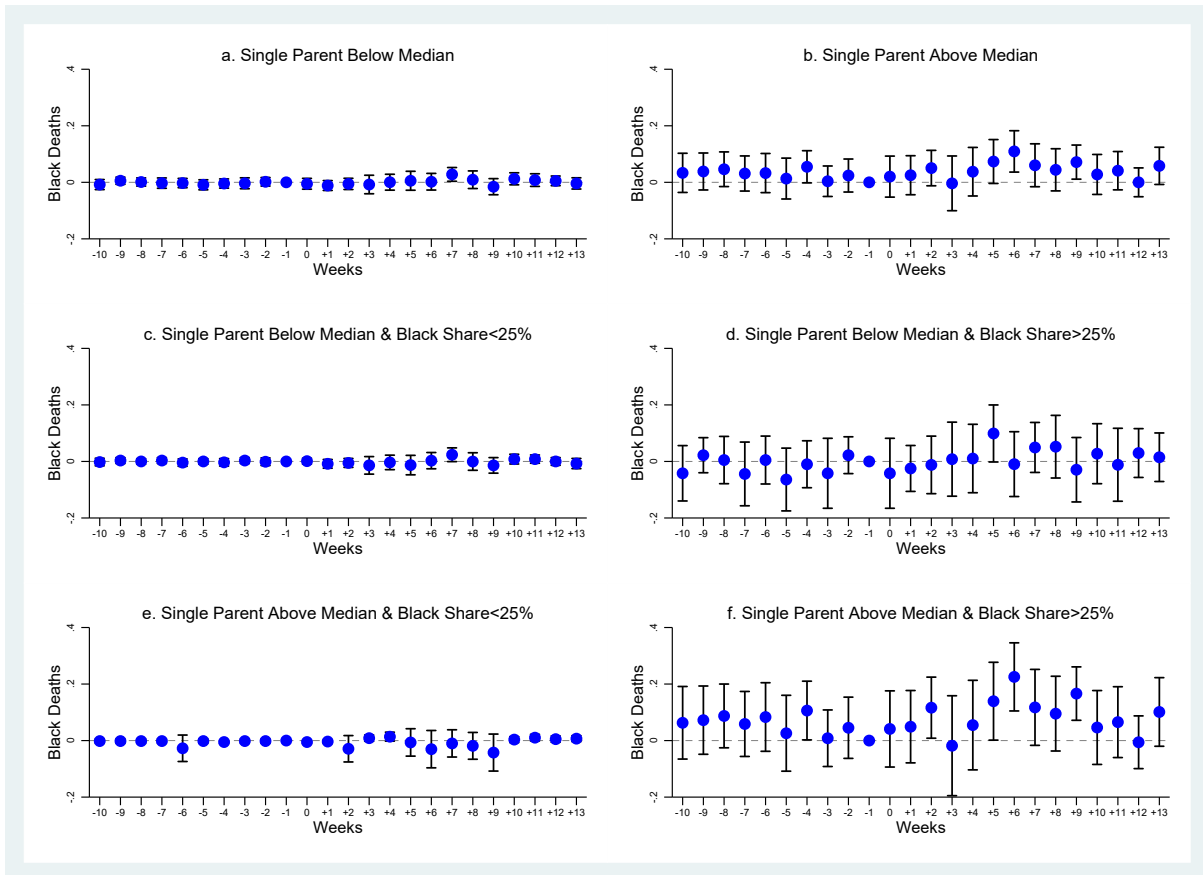 a. Single Parent Below Median
Black Deaths
.4
.2
0
-.2
-10 -9 -8 -7 -6 -5 -4 -3 -2 -1 0 +1 +2 +3 +4 +5 +6 +7 +8 +9 +10 +11 +12 +13
Weeks
b. Single Parent Above Median
Black Deaths
.4
.2
0
-.2
-10 -9 -8 -7 -6 -5 -4 -3 -2 -1 0 +1 +2 +3 +4 +5 +6 +7 +8 +9 +10 +11 +12 +13
Weeks
c. Single Parent Below Median & Black Share<25%
Black Deaths
.4
.2
0
-.2
-10 -9 -8 -7 -6 -5 -4 -3 -2 -1 0 +1 +2 +3 +4 +5 +6 +7 +8 +9 +10 +11 +12 +13
Weeks
d. Single Parent Below Median & Black Share>25%
Black Deaths
.4
.2
0
-.2
-10 -9 -8 -7 -6 -5 -4 -3 -2 -1 0 +1 +2 +3 +4 +5 +6 +7 +8 +9 +10 +11 +12 +13
Weeks
e. Single Parent Above Median & Black Share<25%
Black Deaths
.4
.2
0
-.2
-10 -9 -8 -7 -6 -5 -4 -3 -2 -1 0 +1 +2 +3 +4 +5 +6 +7 +8 +9 +10 +11 +12 +13
Weeks
f. Single Parent Above Median & Black Share>25%
Black Deaths
.4
.2
0
-.2
-10 -9 -8 -7 -6 -5 -4 -3 -2 -1 0 +1 +2 +3 +4 +5 +6 +7 +8 +9 +10 +11 +12 +13
Weeks